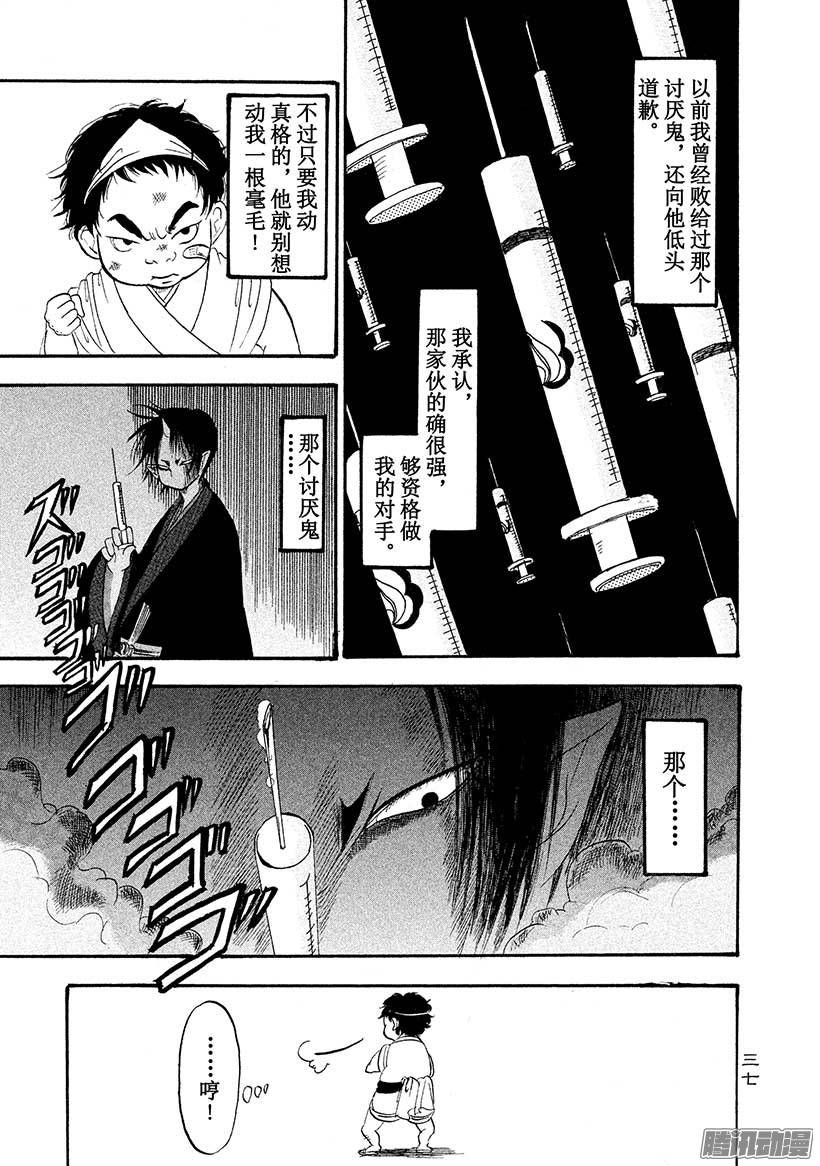 以前我曾经败给过那个
讨厌鬼，还向他低头
道歉。
我承认，
那家伙的确很强，
够资格做
我的对手。
不过只要我动
真格的，他就别想
动我一根毫毛！
那个讨厌鬼
……
ズゴゴゴゴゴゴゴゴ
那个……
……哼！
三七
腾讯动漫